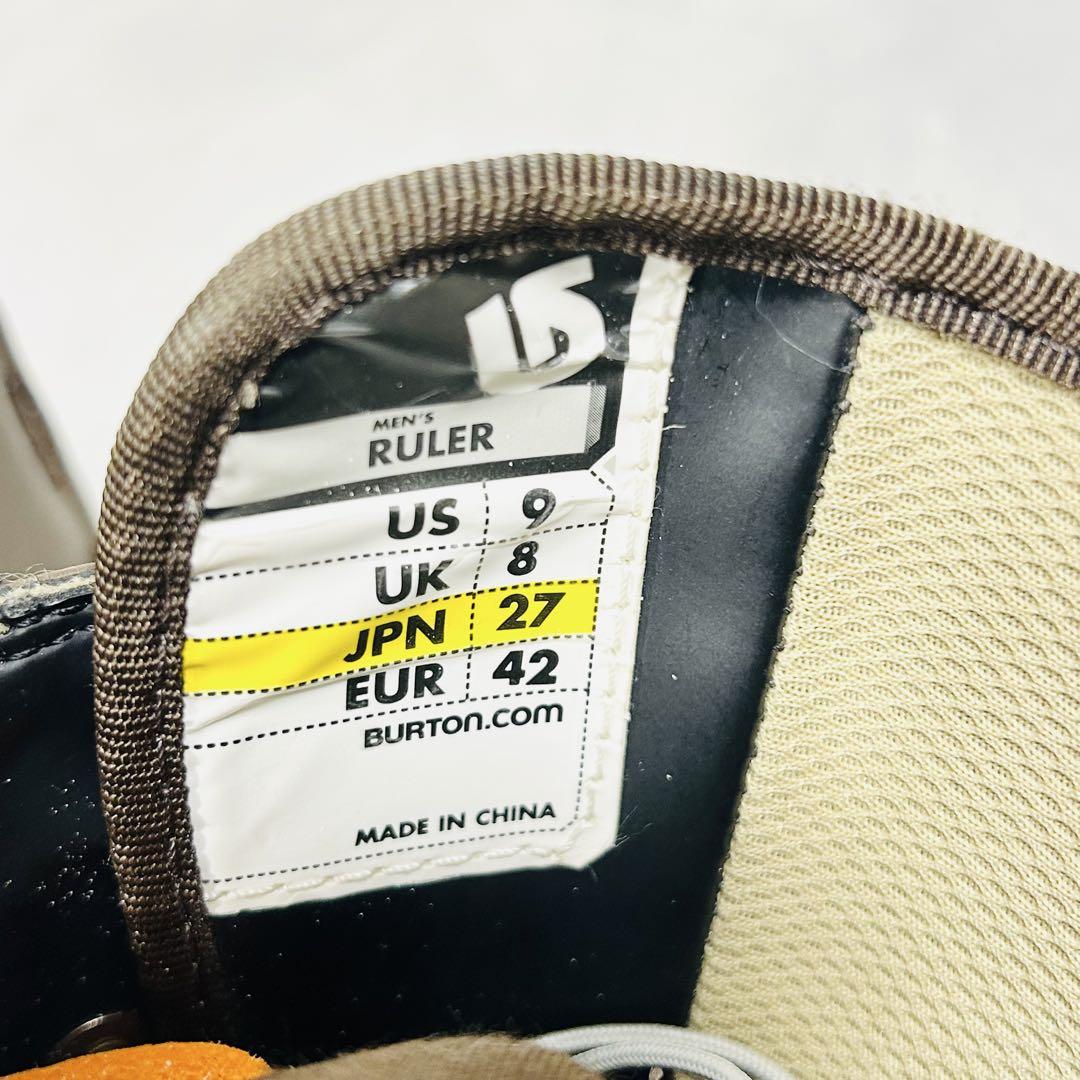 MEN'S
RULER
US 9
UK 8
JPN 27
EUR 42
BURTON.COM
MADE IN CHINA